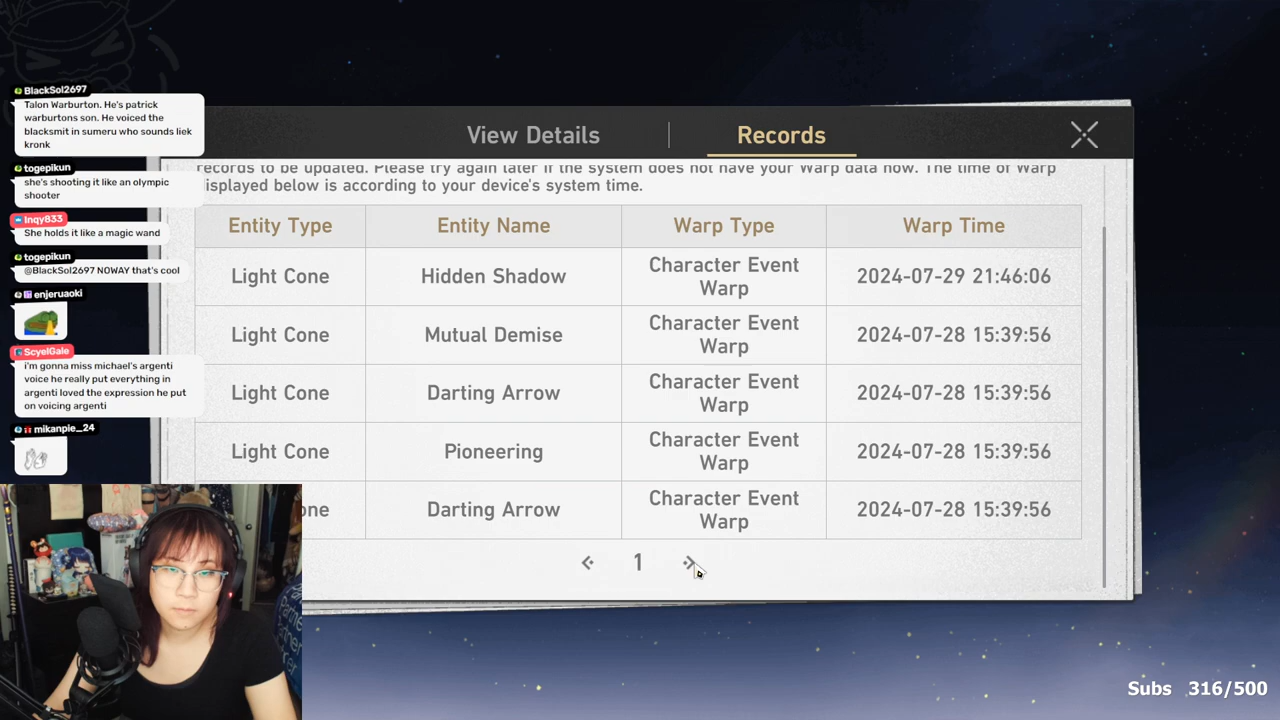 BlackSol2697
Talon Warburton. He's patrick
warburtons son. He voiced the
blacksmit in sumeru who sounds liek
kronk
togepikun
she's shooting it like an olympic
shooter
Inqy833
She holds it like a magic wand
togepikun
@BlackSol2697 NOWAY that's cool
enjeruaoki
ScyelGale
i'm gonna miss michael's argenti
voice he really put everything in
argenti loved the expression he put
on voicing argenti
mikanpie_24
View Details
Records
records to be updated. Please try again later if the system does not have your Warp data now. The time of Warp
displayed below is according to your device's system time.
Entity Type Entity Name Warp Type Warp Time
Light Cone Hidden Shadow Character Event Warp 2024-07-29 21:46:06
Light Cone Mutual Demise Character Event Warp 2024-07-28 15:39:56
Light Cone Darting Arrow Character Event Warp 2024-07-28 15:39:56
Light Cone Pioneering Character Event Warp 2024-07-28 15:39:56
one Darting Arrow Character Event Warp 2024-07-28 15:39:56
1
Subs 316/500